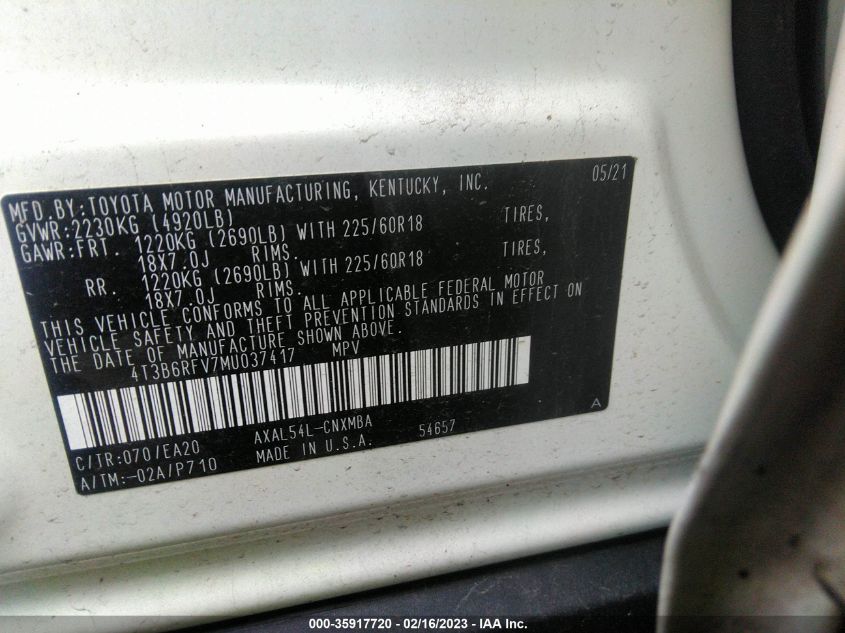 MFD.BY:TOYOTA MOTOR MANUFACTURING, KENTUCKY, INC. 05/21
GVWR:2230KG (4920LB)
GAWR:FRT. 1220KG (2690LB) WITH 225/60R18 TIRES,
18X7.0J RIMS.
RR. 1220KG (2690LB) WITH 225/60R18 TIRES,
18X7.0J RIMS.
THIS VEHICLE CONFORMS TO ALL APPLICABLE FEDERAL MOTOR
VEHICLE SAFETY AND THEFT PREVENTION STANDARDS IN EFFECT ON
THE DATE OF MANUFACTURE SHOWN ABOVE.
4T3B6RFV7MU037417 MPV
A
C/TR:070/EA20 AXAL54L-CNXMBA 54657
A/TM:-02A/P710 MADE IN U.S.A.
000-35917720 - 02/16/2023 - IAA Inc.